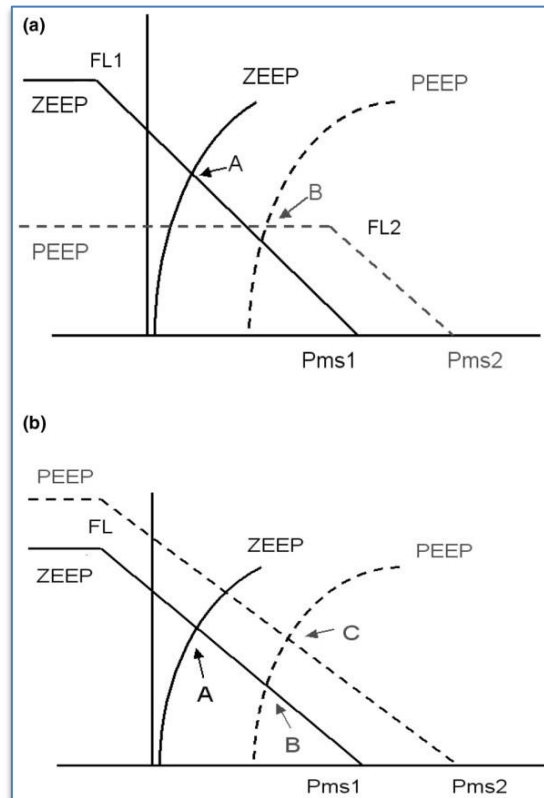 (a)
FL1
ZEEP
PEEP
ZEEP
A
B
PEEP
FL2
Pms1
Pms2
(b)
PEEP
FL
ZEEP
PEEP
ZEEP
C
A
B
Pms1
Pms2